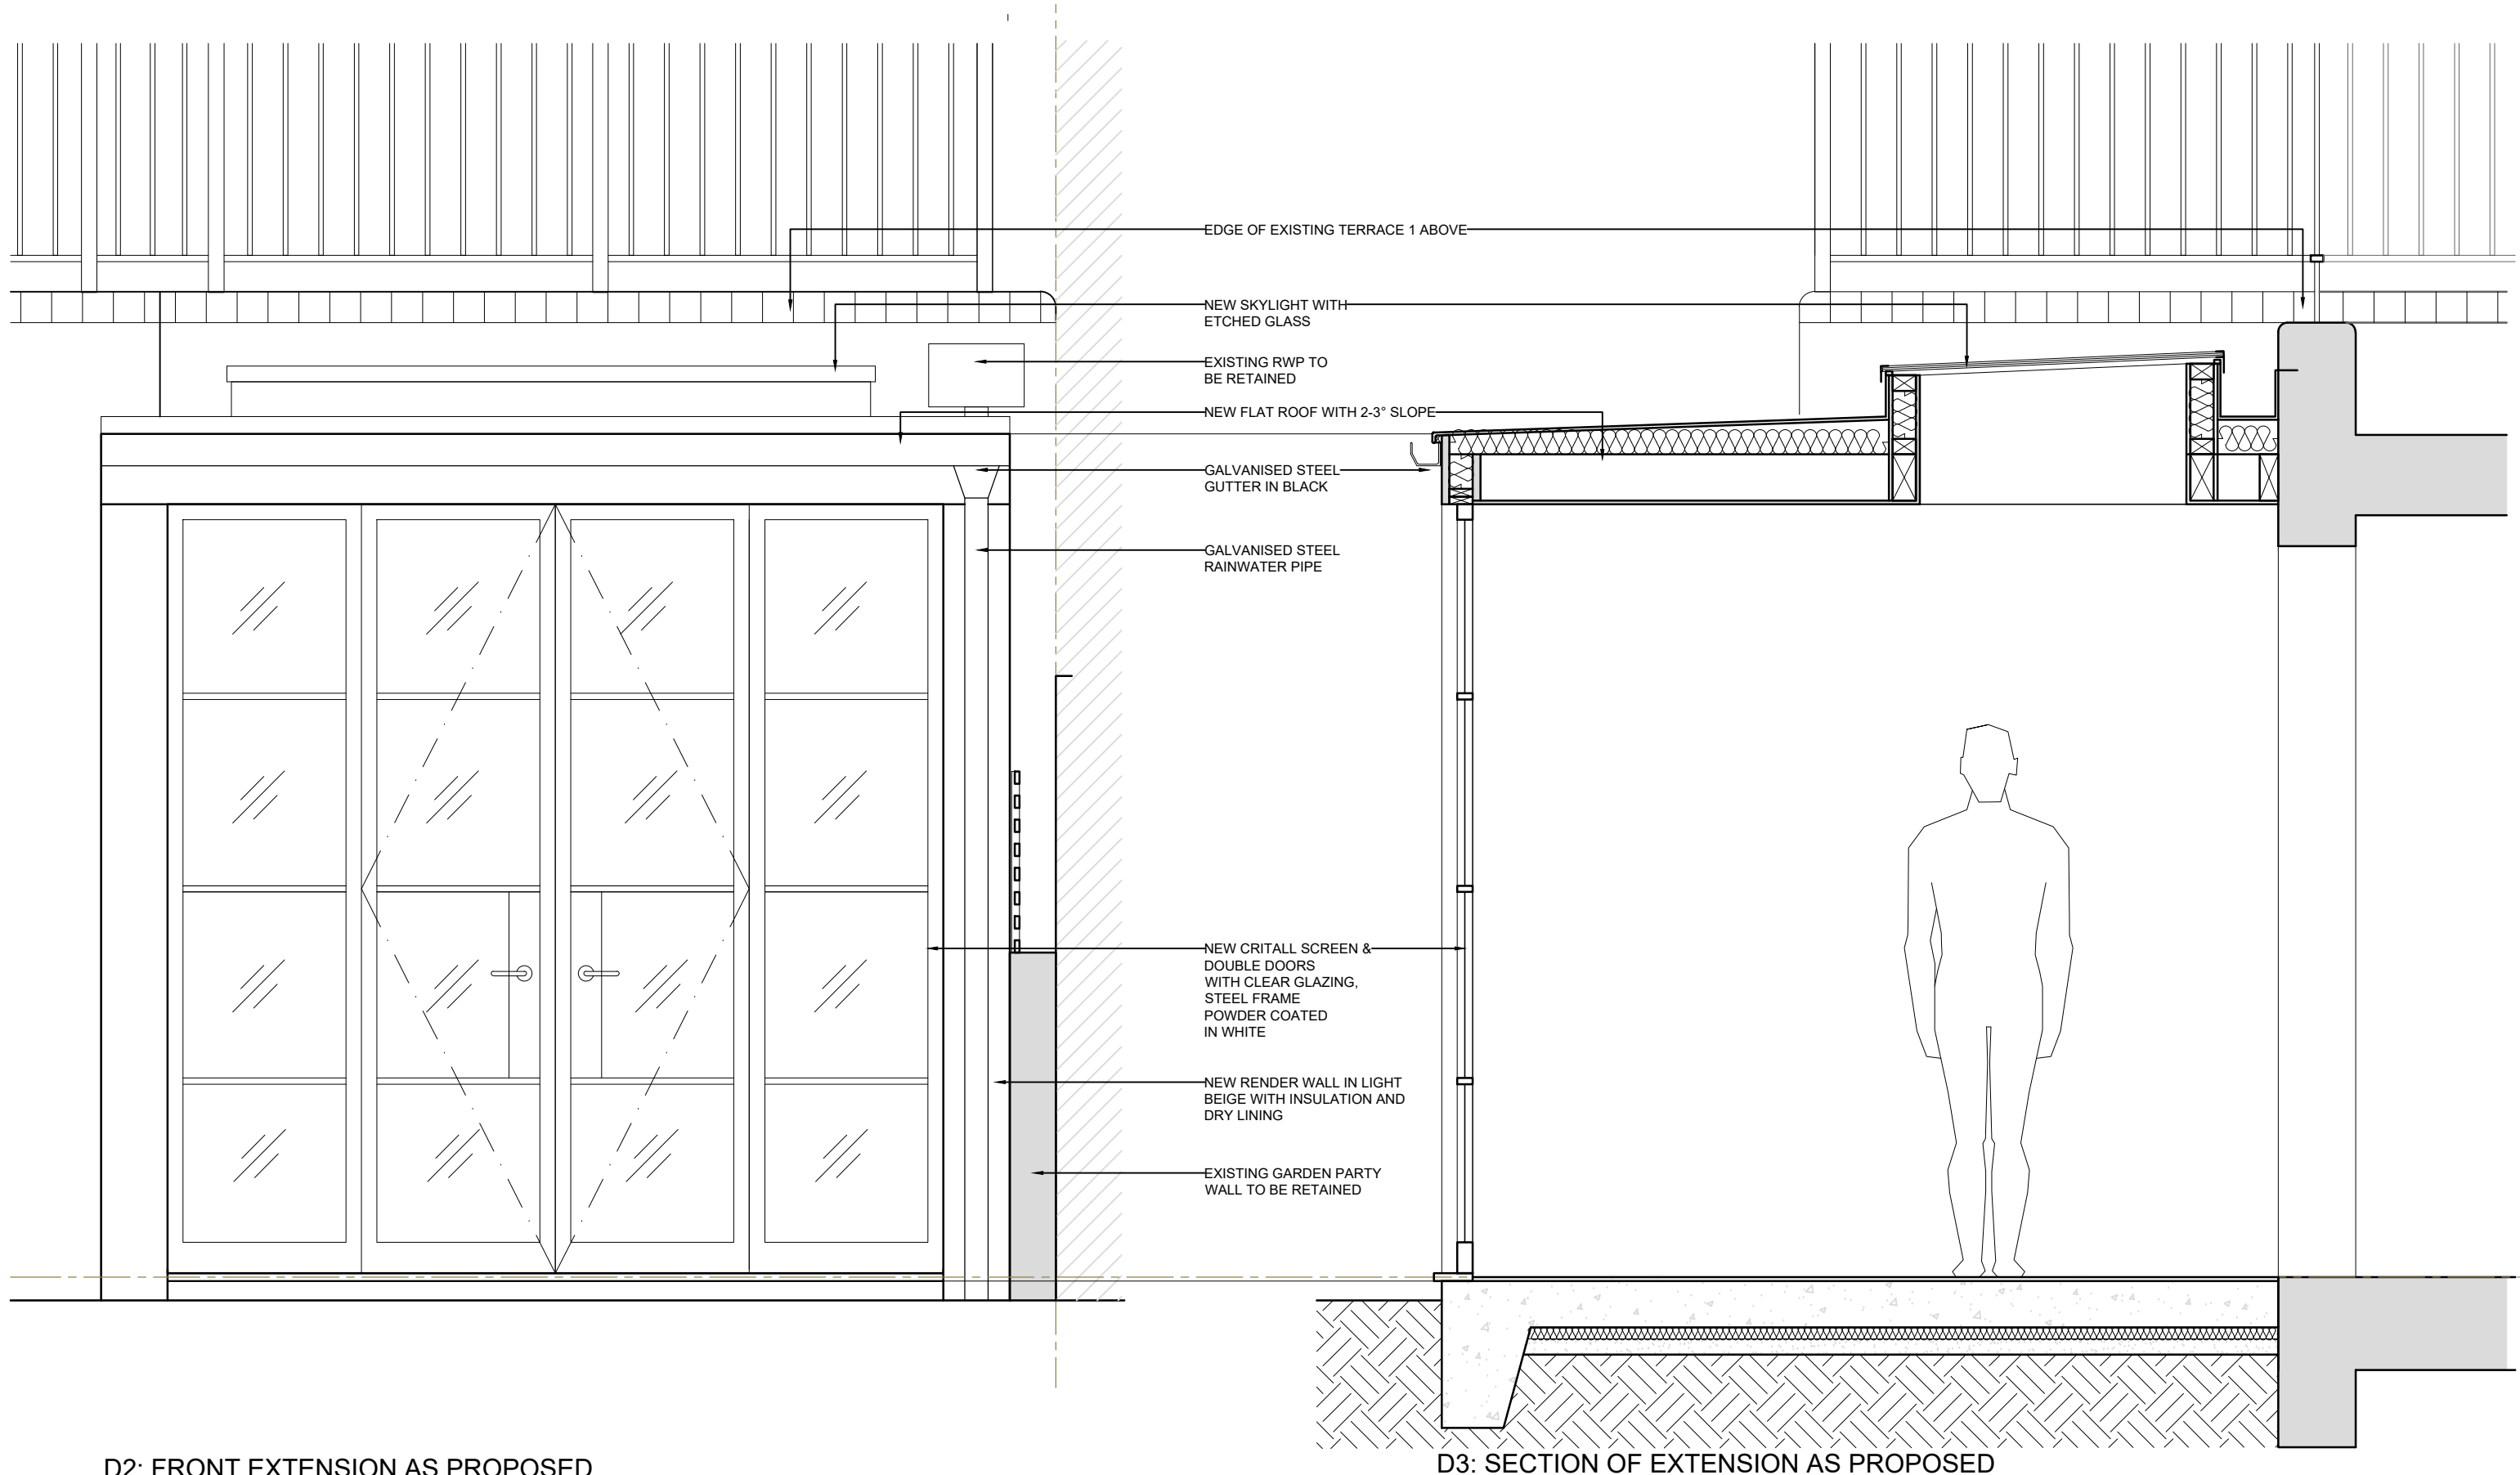 EDGE OF EXISTING TERRACE 1 ABOVE
NEW SKYLIGHT WITH
ETCHED GLASS
EXISTING RWP TO
BE RETAINED
NEW FLAT ROOF WITH 2-3° SLOPE
GALVANISED STEEL
GUTTER IN BLACK
GALVANISED STEEL
RAINWATER PIPE
NEW CRITALL SCREEN &
DOUBLE DOORS
WITH CLEAR GLAZING,
STEEL FRAME
POWDER COATED
IN WHITE
NEW RENDER WALL IN LIGHT
BEIGE WITH INSULATION AND
DRY LINING
EXISTING GARDEN PARTY
WALL TO BE RETAINED
D2: FRONT EXTENSION AS PROPOSED
D3: SECTION OF EXTENSION AS PROPOSED